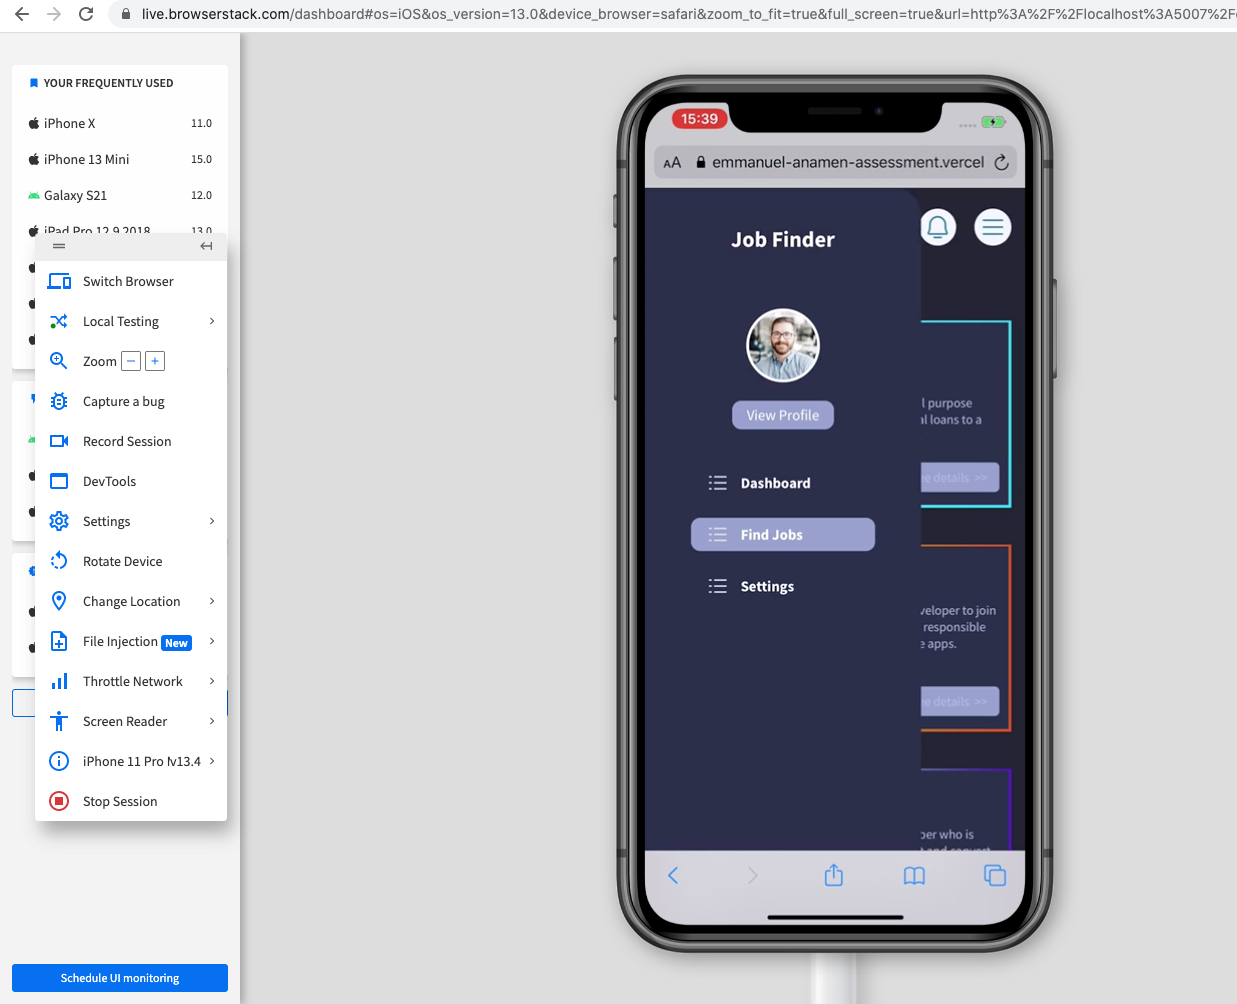 live.browserstack.com/dashboard#os=iOS&os_version=13.0&device_browser=safari&zoom_to_fit=true&full_screen=true&url=http%3A%2F%2Flocalhost%3A5007%2F
YOUR FREQUENTLY USED
iPhone X 11.0
iPhone 13 Mini 15.0
Galaxy S21 12.0
iPad Pro 12.9 2018 13.0
Switch Browser
Local Testing
Zoom
Capture a bug
Record Session
DevTools
Settings
Rotate Device
Change Location
File Injection New
Throttle Network
Screen Reader
iPhone 11 Pro v13.4
Stop Session
Schedule UI monitoring
15:39
AA emmanuel-anamen-assessment.vercel
Job Finder
View Profile
Dashboard
Find Jobs
Settings
l purpose
al loans to a
details >>
veloper to join
responsible
e apps.
details >>
ber who is